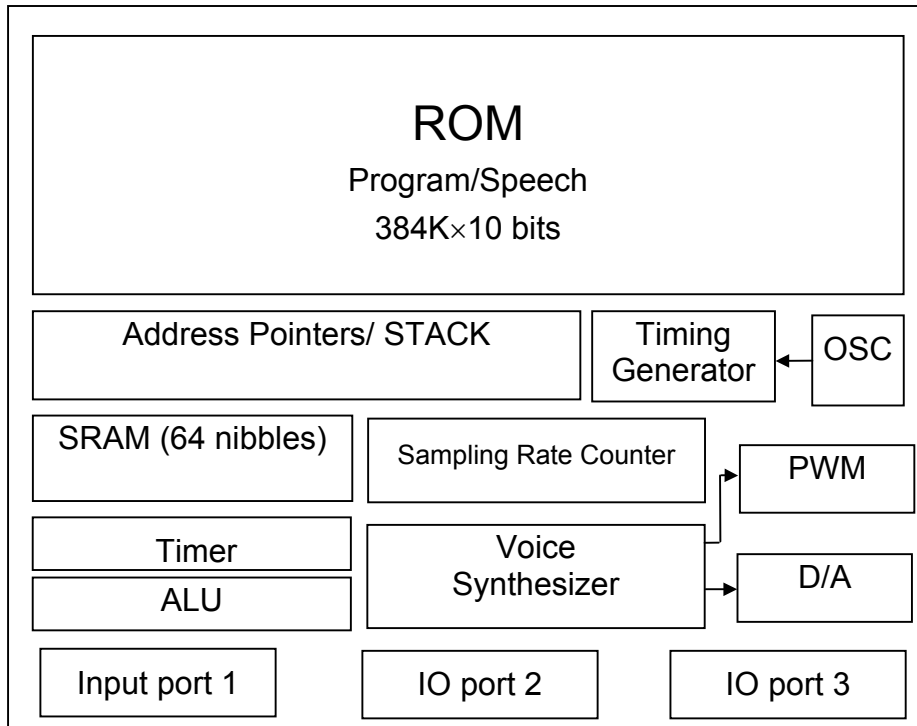 ROM
Program/Speech
384K×10 bits
Address Pointers/ STACK
Timing
Generator
OSC
SRAM (64 nibbles)
Sampling Rate Counter
PWM
Timer
Voice
Synthesizer
D/A
ALU
Input port 1
IO port 2
IO port 3